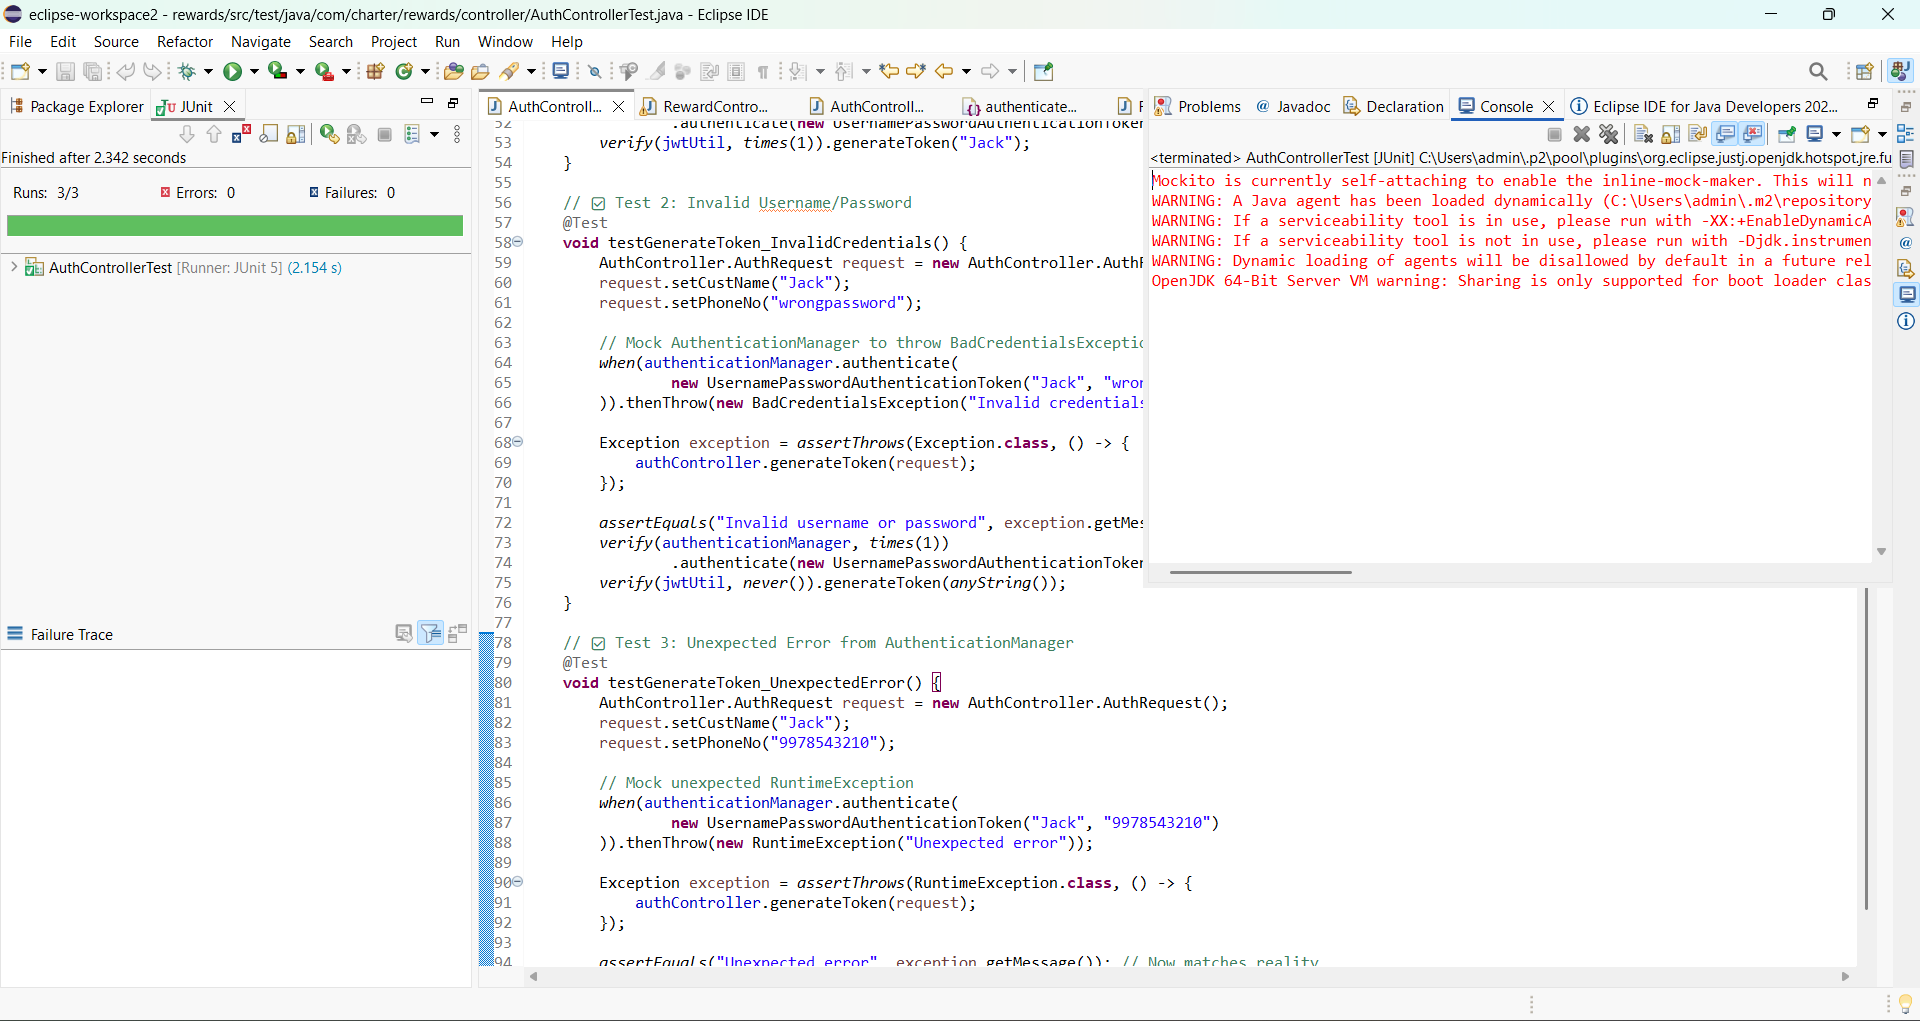 eclipse-workspace2 - rewards/src/test/java/com/charter/rewards/controller/AuthControllerTest.java - Eclipse IDE
File Edit Source Refactor Navigate Search Project Run Window Help
Package Explorer
JUnit
Finished after 2.342 seconds
Runs: 3/3
Errors: 0
Failures: 0
AuthControllerTest [Runner: JUnit 5] (2.154 s)
Failure Trace
AuthControll...
RewardContro...
AuthControll...
authenticate...
52 .authenticate(new UsernamePasswordAuthenticationToken
53 verify(jwtUtil, times(1)).generateToken("Jack");
54 }
55
56 // ☑ Test 2: Invalid Username/Password
57 @Test
58 void testGenerateToken_InvalidCredentials() {
59 AuthController.AuthRequest request = new AuthController.AuthR
60 request.setCustName("Jack");
61 request.setPhoneNo("wrongpassword");
62
63 // Mock AuthenticationManager to throw BadCredentialsExceptic
64 when(authenticationManager.authenticate(
65 new UsernamePasswordAuthenticationToken("Jack", "wron
66 )).thenThrow(new BadCredentialsException("Invalid credentials
67
68 Exception exception = assertThrows(Exception.class, () -> {
69 authController.generateToken(request);
70 });
71
72 assertEquals("Invalid username or password", exception.getMes
73 verify(authenticationManager, times(1))
74 .authenticate(new UsernamePasswordAuthenticationToken
75 verify(jwtUtil, never()).generateToken(anyString());
76 }
77
78 // ☑ Test 3: Unexpected Error from AuthenticationManager
79 @Test
80 void testGenerateToken_UnexpectedError() {
81 AuthController.AuthRequest request = new AuthController.AuthRequest();
82 request.setCustName("Jack");
83 request.setPhoneNo("9978543210");
84
85 // Mock unexpected RuntimeException
86 when(authenticationManager.authenticate(
87 new UsernamePasswordAuthenticationToken("Jack", "9978543210")
88 )).thenThrow(new RuntimeException("Unexpected error"));
89
90 Exception exception = assertThrows(RuntimeException.class, () -> {
91 authController.generateToken(request);
92 });
93
94 assertEquals("Unexpected error", exception.getMessage()); // Now matches reality
Problems
Javadoc
Declaration
Console
Eclipse IDE for Java Developers 202...
<terminated> AuthControllerTest [JUnit] C:\Users\admin\.p2\pool\plugins\org.eclipse.justj.openjdk.hotspot.jre.fu
Mockito is currently self-attaching to enable the inline-mock-maker. This will n
WARNING: A Java agent has been loaded dynamically (C:\Users\admin\.m2\repository
WARNING: If a serviceability tool is in use, please run with -XX:+EnableDynamicA
WARNING: If a serviceability tool is not in use, please run with -Djdk.instrumen
WARNING: Dynamic loading of agents will be disallowed by default in a future rel
OpenJDK 64-Bit Server VM warning: Sharing is only supported for boot loader clas